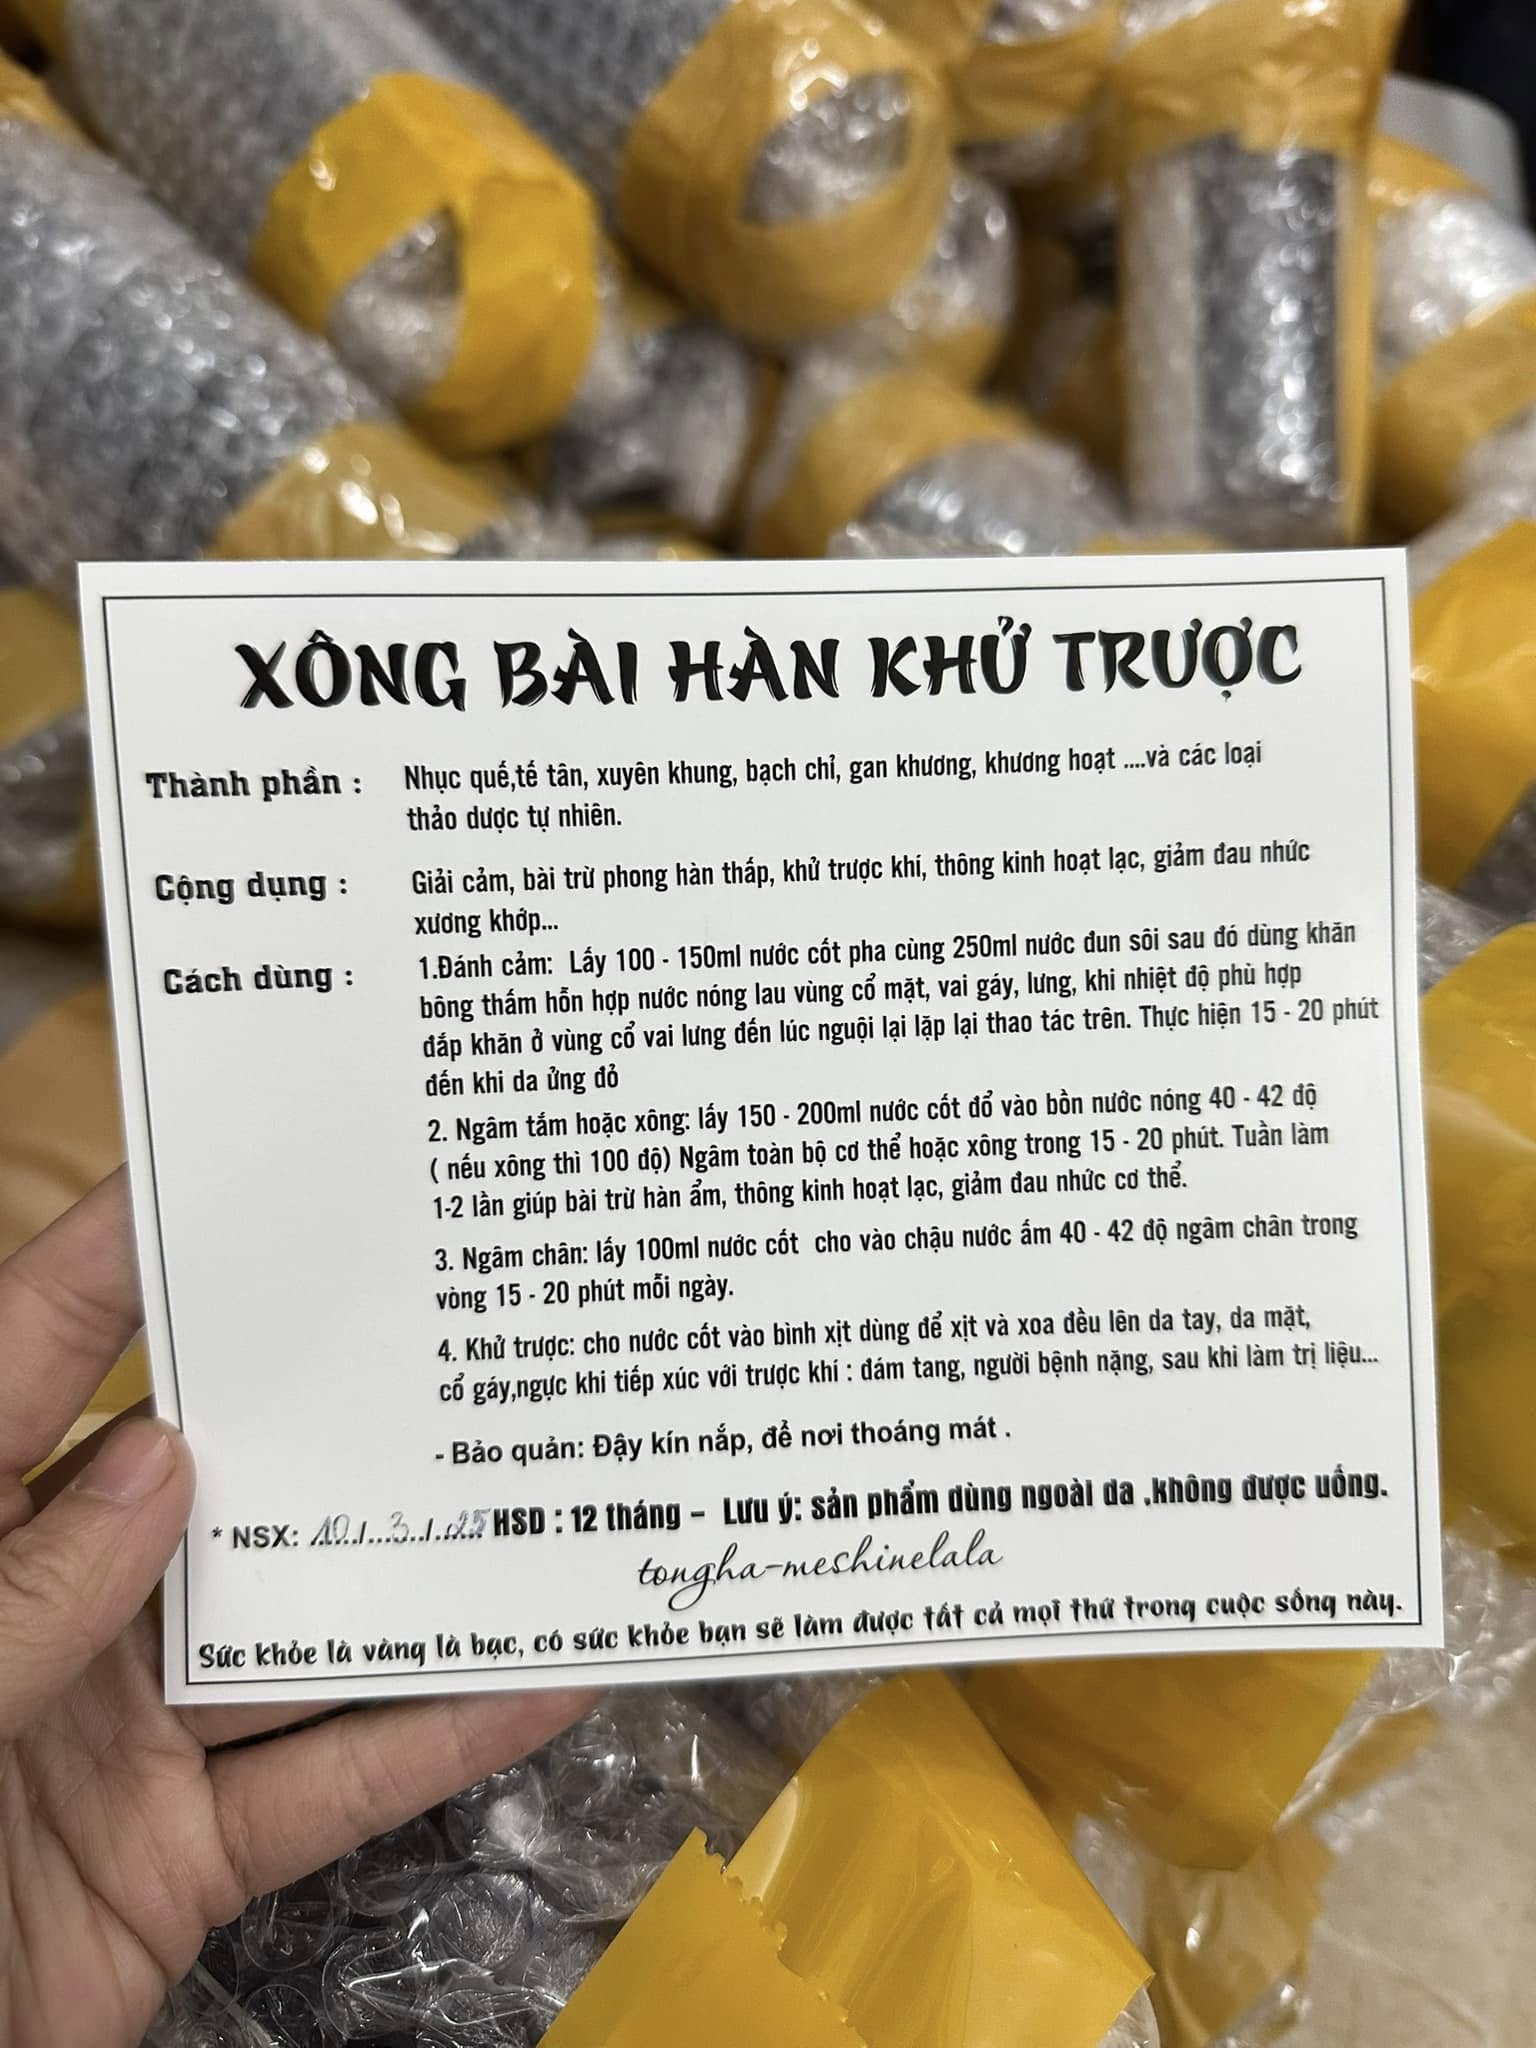 XÔNG BÀI HÀN KHỬ TRƯỢC
Thành phần : Nhục quế,tế tân, xuyên khung, bạch chỉ, gan khương, khương hoạt ....và các loại
thảo dược tự nhiên.
Cộng dụng : Giải cảm, bài trừ phong hàn thấp, khử trược khí, thông kinh hoạt lạc, giảm đau nhức
xương khớp...
Cách dùng : 1.Đánh cảm: Lấy 100 - 150ml nước cốt pha cùng 250ml nước đun sôi sau đó dùng khăn
bông thấm hỗn hợp nước nóng lau vùng cổ mặt, vai gáy, lưng, khi nhiệt độ phù hợp
đắp khăn ở vùng cổ vai lưng đến lúc nguội lại lặp lại thao tác trên. Thực hiện 15 - 20 phút
đến khi da ửng đỏ
2. Ngâm tắm hoặc xông: lấy 150 - 200ml nước cốt đổ vào bồn nước nóng 40 - 42 độ
( nếu xông thì 100 độ) Ngâm toàn bộ cơ thể hoặc xông trong 15 - 20 phút. Tuần làm
1-2 lần giúp bài trừ hàn ẩm, thông kinh hoạt lạc, giảm đau nhức cơ thể.
3. Ngâm chân: lấy 100ml nước cốt cho vào chậu nước ấm 40 - 42 độ ngâm chân trong
vòng 15 - 20 phút mỗi ngày.
4. Khử trược: cho nước cốt vào bình xịt dùng để xịt và xoa đều lên da tay, da mặt,
cổ gáy,ngực khi tiếp xúc với trược khí : đám tang, người bệnh nặng, sau khi làm trị liệu...
- Bảo quản: Đậy kín nắp, để nơi thoáng mát .
* NSX: 10../...3../..25 HSD : 12 tháng – Lưu ý: sản phẩm dùng ngoài da ,không được uống.
tongha-meshinelala
Sức khỏe là vàng là bạc, có sức khỏe bạn sẽ làm được tất cả mọi thứ trong cuộc sống này.